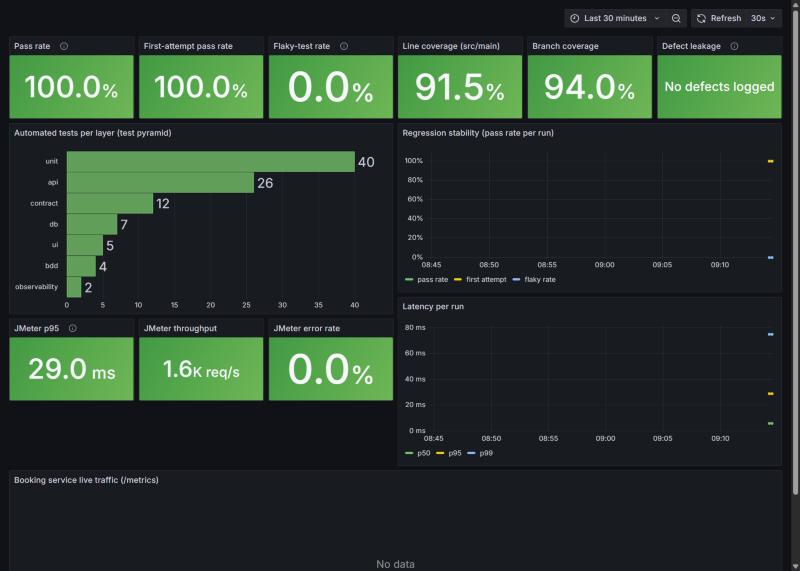 Last 30 minutes
Refresh 30s
Pass rate
First-attempt pass rate
Flaky-test rate
Line coverage (src/main)
Branch coverage
Defect leakage
100.0%
100.0%
0.0%
91.5%
94.0%
No defects logged
Automated tests per layer (test pyramid)
unit 40
api 26
contract 12
db 7
ui 5
bdd 4
observability 2
0 5 10 15 20 25 30 35 40
Regression stability (pass rate per run)
100%
80%
60%
40%
20%
0%
08:45 08:50 08:55 09:00 09:05 09:10
pass rate first attempt flaky rate
JMeter p95
JMeter throughput
JMeter error rate
29.0 ms
1.6K req/s
0.0%
Latency per run
80 ms
60 ms
40 ms
20 ms
0 ms
08:45 08:50 08:55 09:00 09:05 09:10
p50 p95 p99
Booking service live traffic (/metrics)
No data